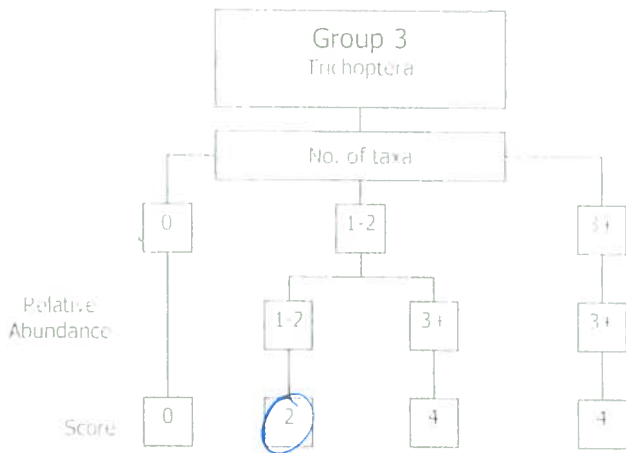 Group 3
Trichoptera
No. of taxa
0 1-2 3+
Relative
Abundance
1-2 3+ 3+
Score
0 2 4 4